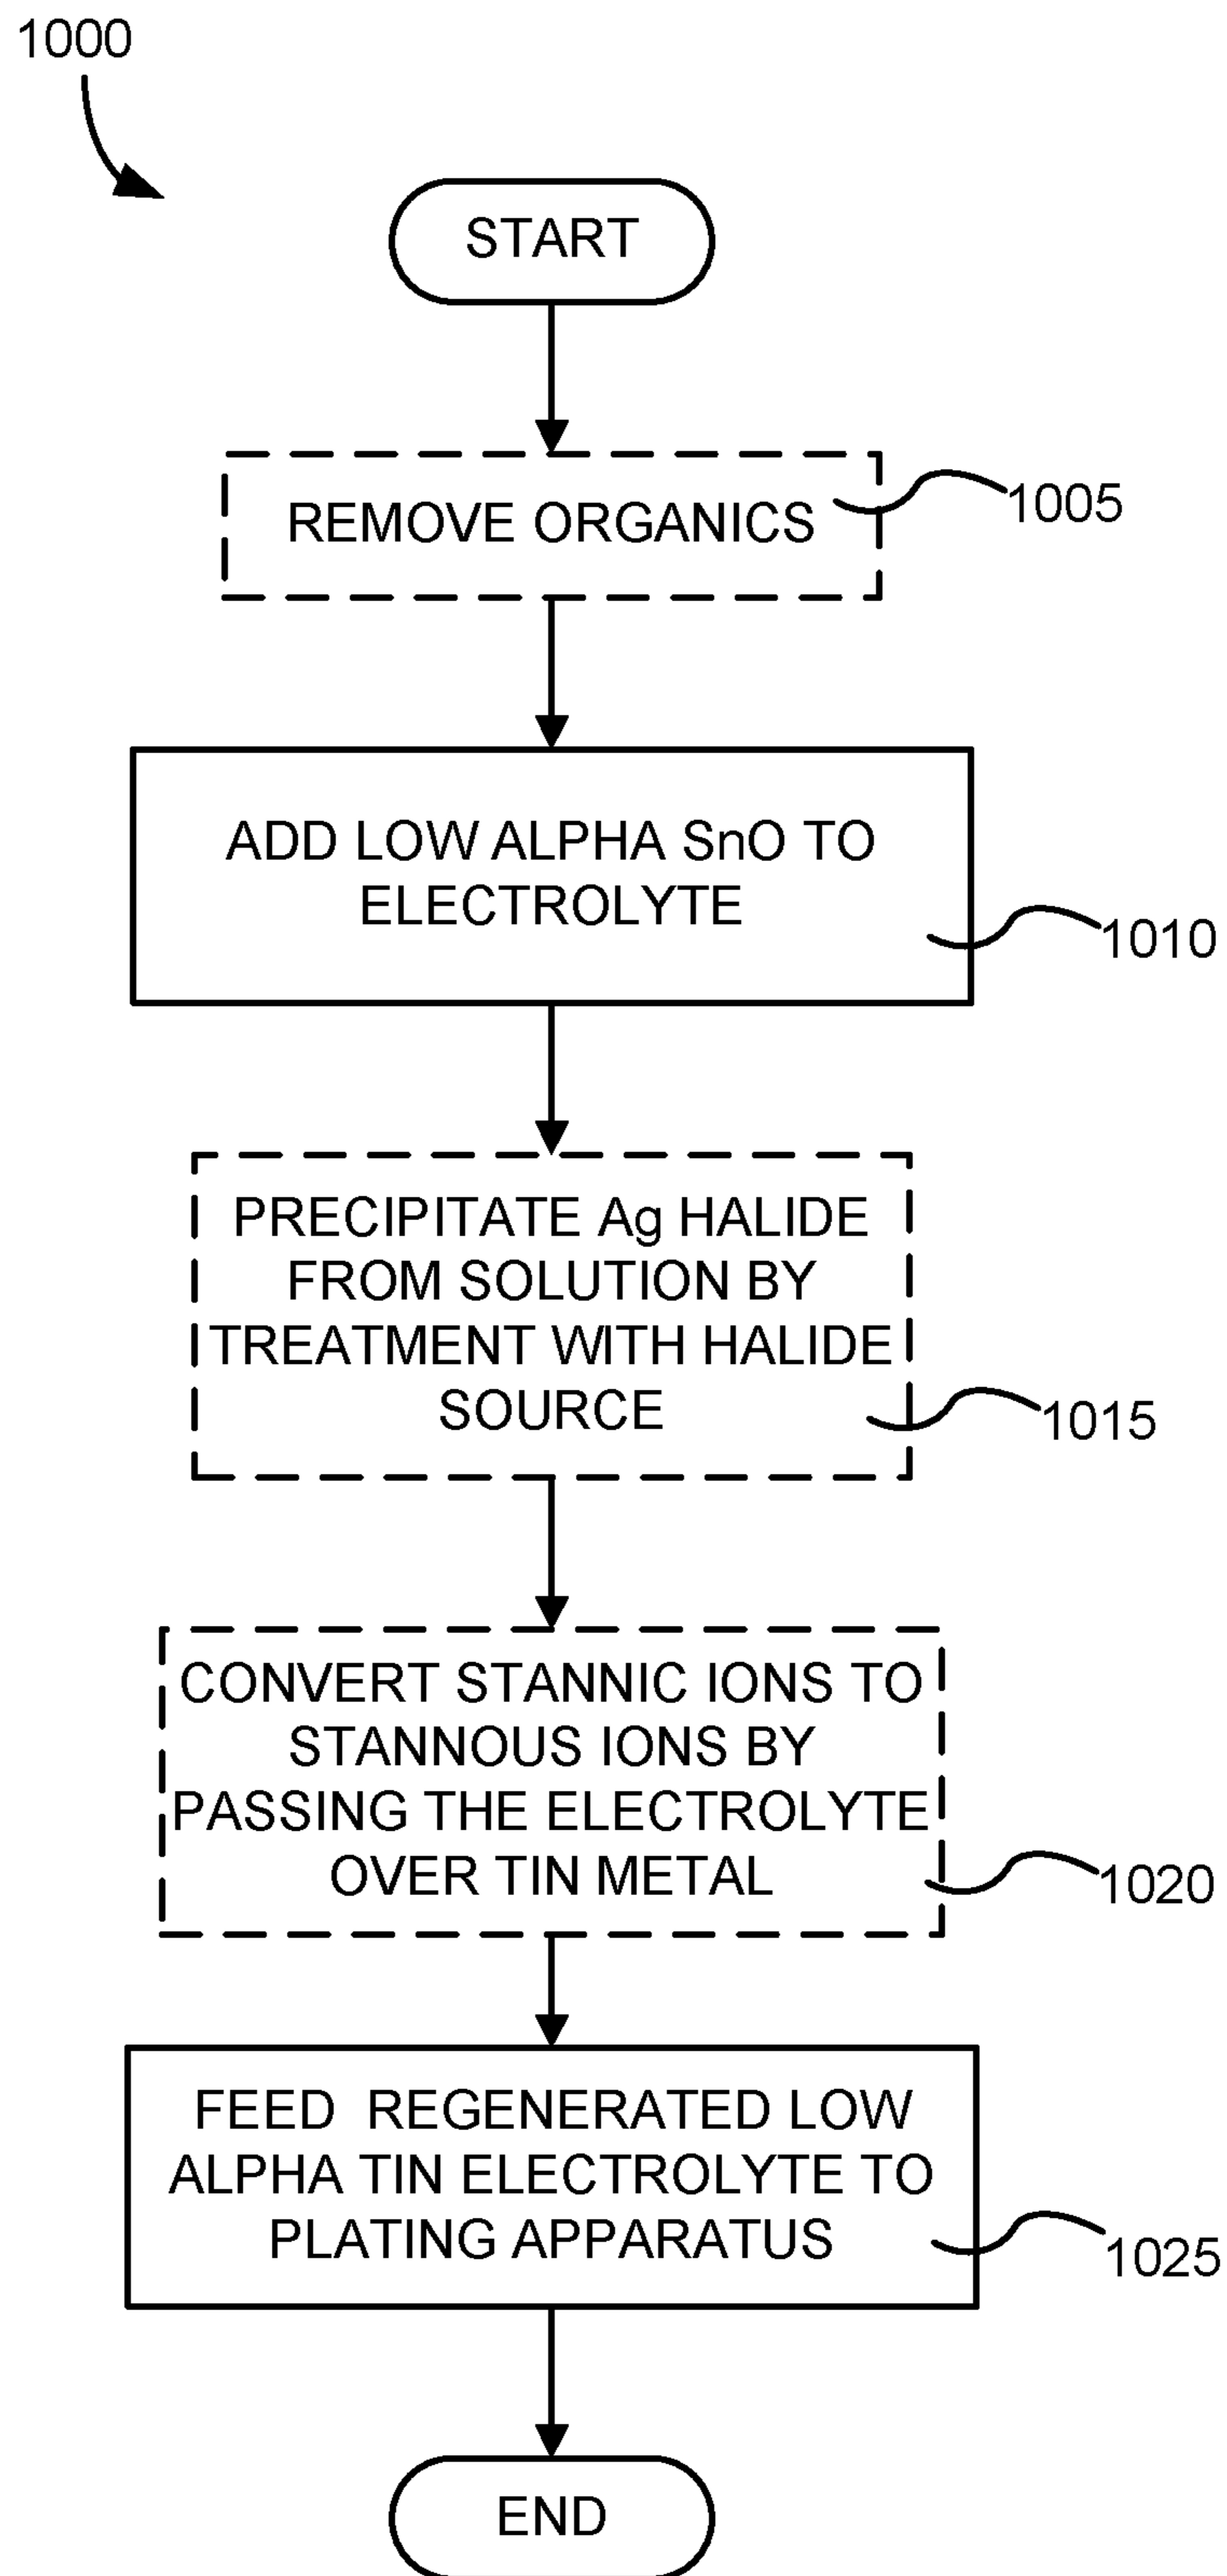 1000
START
REMOVE ORGANICS
1005
ADD LOW ALPHA SnO TO
ELECTROLYTE
1010
PRECIPITATE Ag HALIDE
FROM SOLUTION BY
TREATMENT WITH HALIDE
SOURCE
1015
CONVERT STANNIC IONS TO
STANNOUS IONS BY
PASSING THE ELECTROLYTE
OVER TIN METAL
1020
FEED REGENERATED LOW
ALPHA TIN ELECTROLYTE TO
PLATING APPARATUS
1025
END